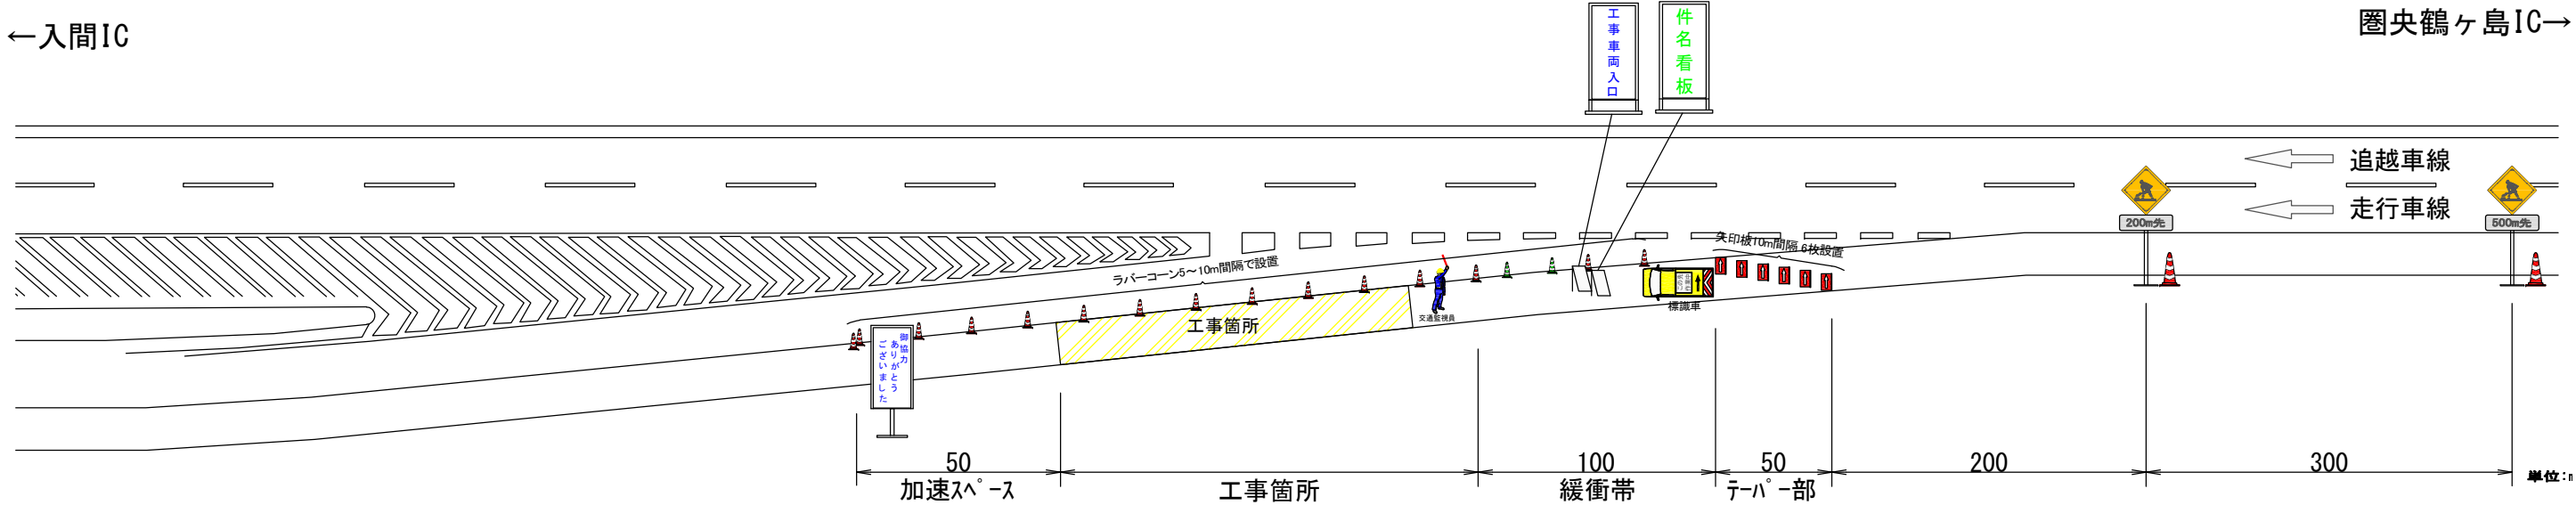 ←入間IC
圏央鶴ヶ島IC→
工事車両入口
件名看板
追越車線
走行車線
200m先
500m先
矢印板10m間隔 6枚設置
ラバーコーン5～10m間隔で設置
標識車
交通監視員
工事箇所
御協力
ありがとう
ございました
50
100
50
200
300
加速スペース
工事箇所
緩衝帯
テーパー部
単位:m